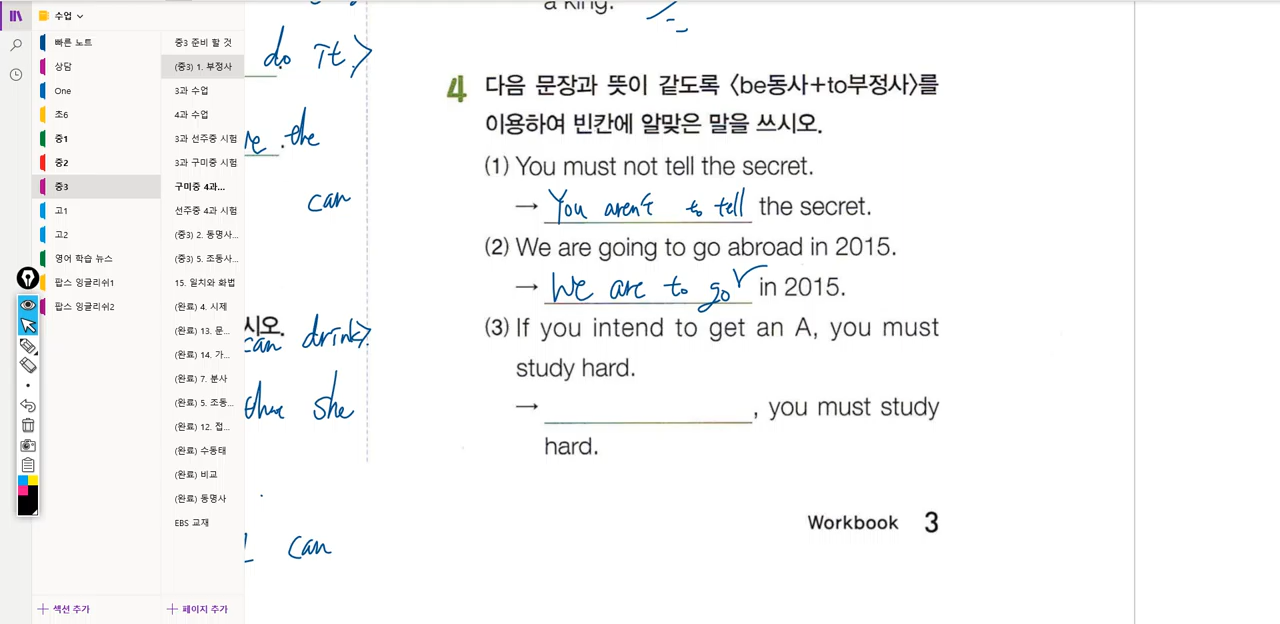 수업
빠른 노트
상담
One
초6
중1
중2
중3
고1
고2
영어 학습 뉴스
팝스 잉글리쉬1
팝스 잉글리쉬2
섹션 추가
중3 준비 할 것
(중3) 1. 부정사
3과 수업
4과 수업
3과 선주중 시험
3과 구미중 시험
구미중 4과...
선주중 4과 시험
(중3) 2. 동명사...
(중3) 5. 조동사...
15. 일치와 화법
(완료) 4. 시제
(완료) 13. 문...
(완료) 14. 가...
(완료) 7. 분사
(완료) 5. 조동...
(완료) 12. 접...
(완료) 수동태
(완료) 비교
(완료) 동명사
EBS 교재
페이지 추가
do it >
the
can
시오.
can drink >
she
can
a king.
4 다음 문장과 뜻이 같도록 〈be동사+to부정사〉를
이용하여 빈칸에 알맞은 말을 쓰시오.
(1) You must not tell the secret.
→ You aren't to tell the secret.
(2) We are going to go abroad in 2015.
→ We are to go in 2015.
(3) If you intend to get an A, you must
study hard.
→ , you must study
hard.
Workbook 3